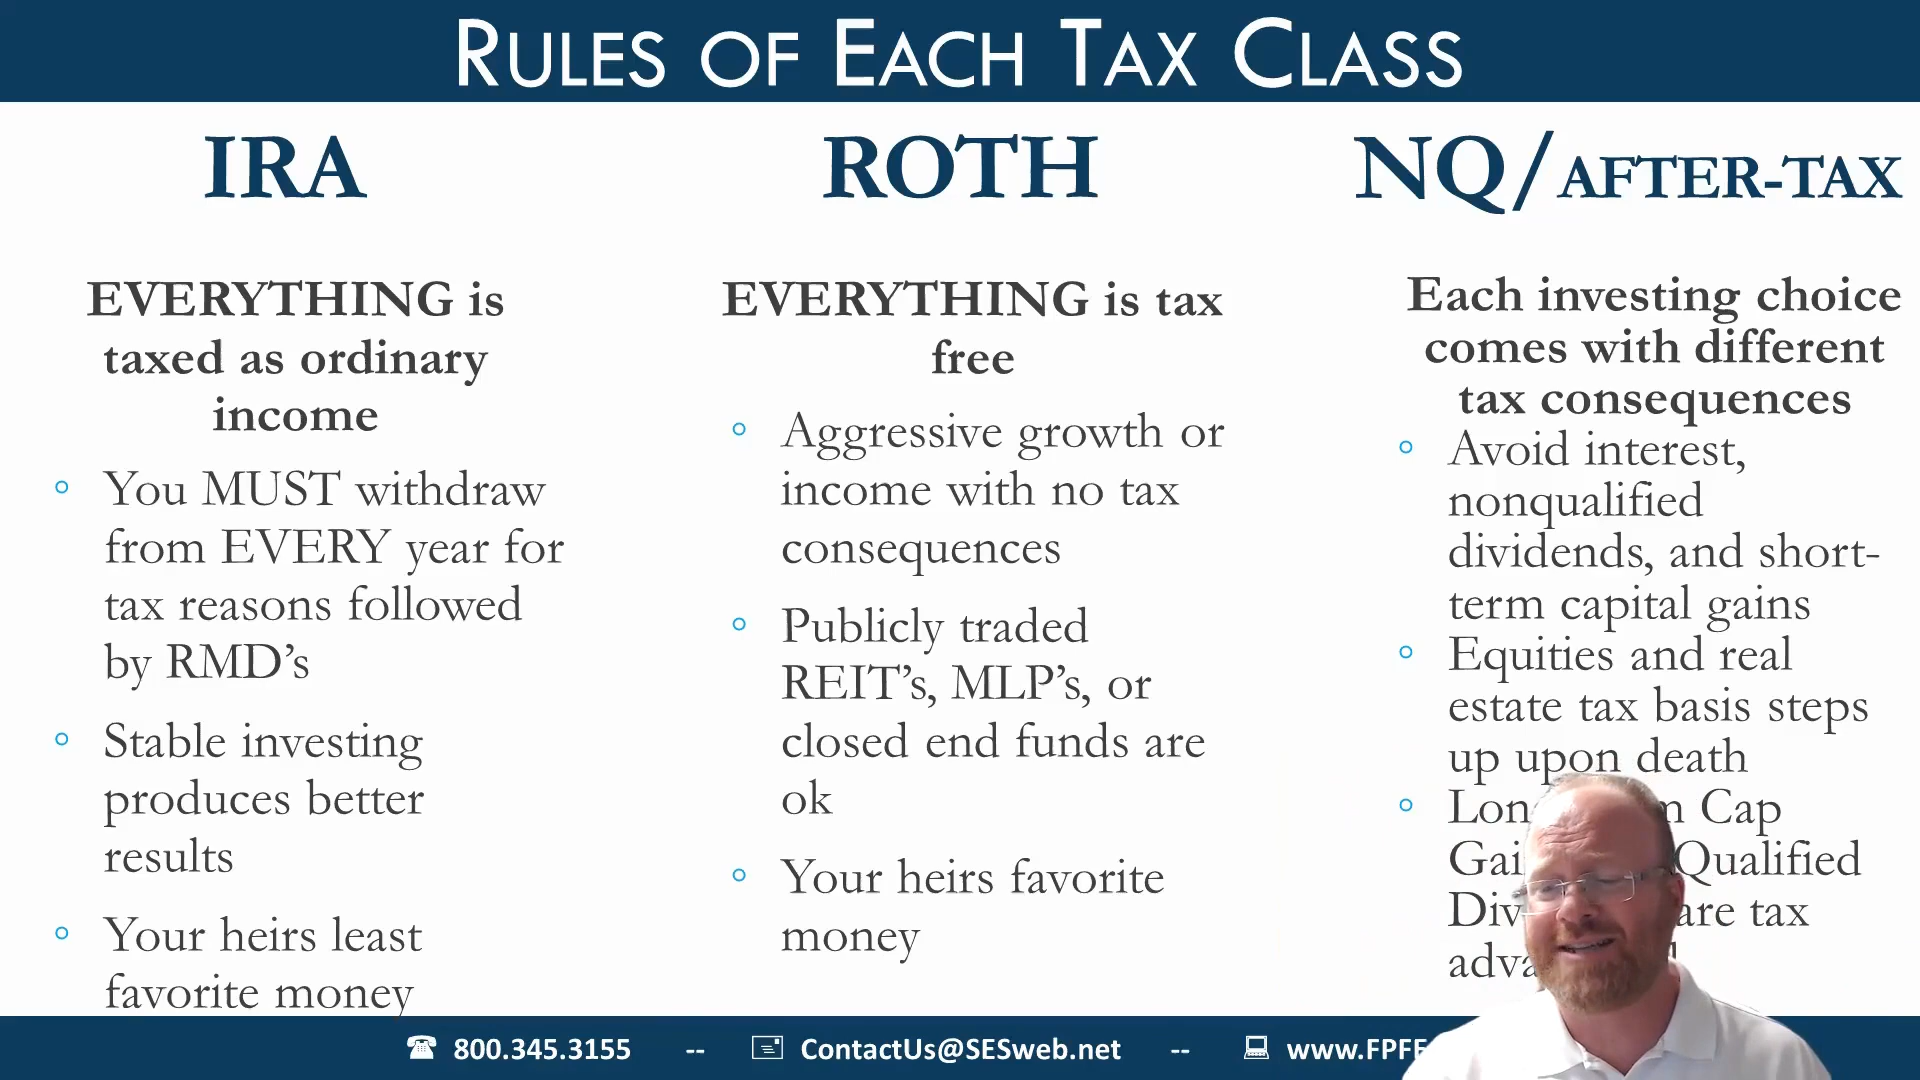 RULES OF EACH TAX CLASS
IRA
EVERYTHING is
taxed as ordinary
income
You MUST withdraw
from EVERY year for
tax reasons followed
by RMD's
Stable investing
produces better
results
Your heirs least
favorite money
ROTH
EVERYTHING is tax
free
Aggressive growth or
income with no tax
consequences
Publicly traded
REIT's, MLP's, or
closed end funds are
ok
Your heirs favorite
money
NQ/AFTER-TAX
Each investing choice
comes with different
tax consequences
Avoid interest,
nonqualified
dividends, and short-
term capital gains
Equities and real
estate tax basis steps
up upon death
Cap
Qualified
are tax
800.345.3155 -- ContactUs@SESweb.net --